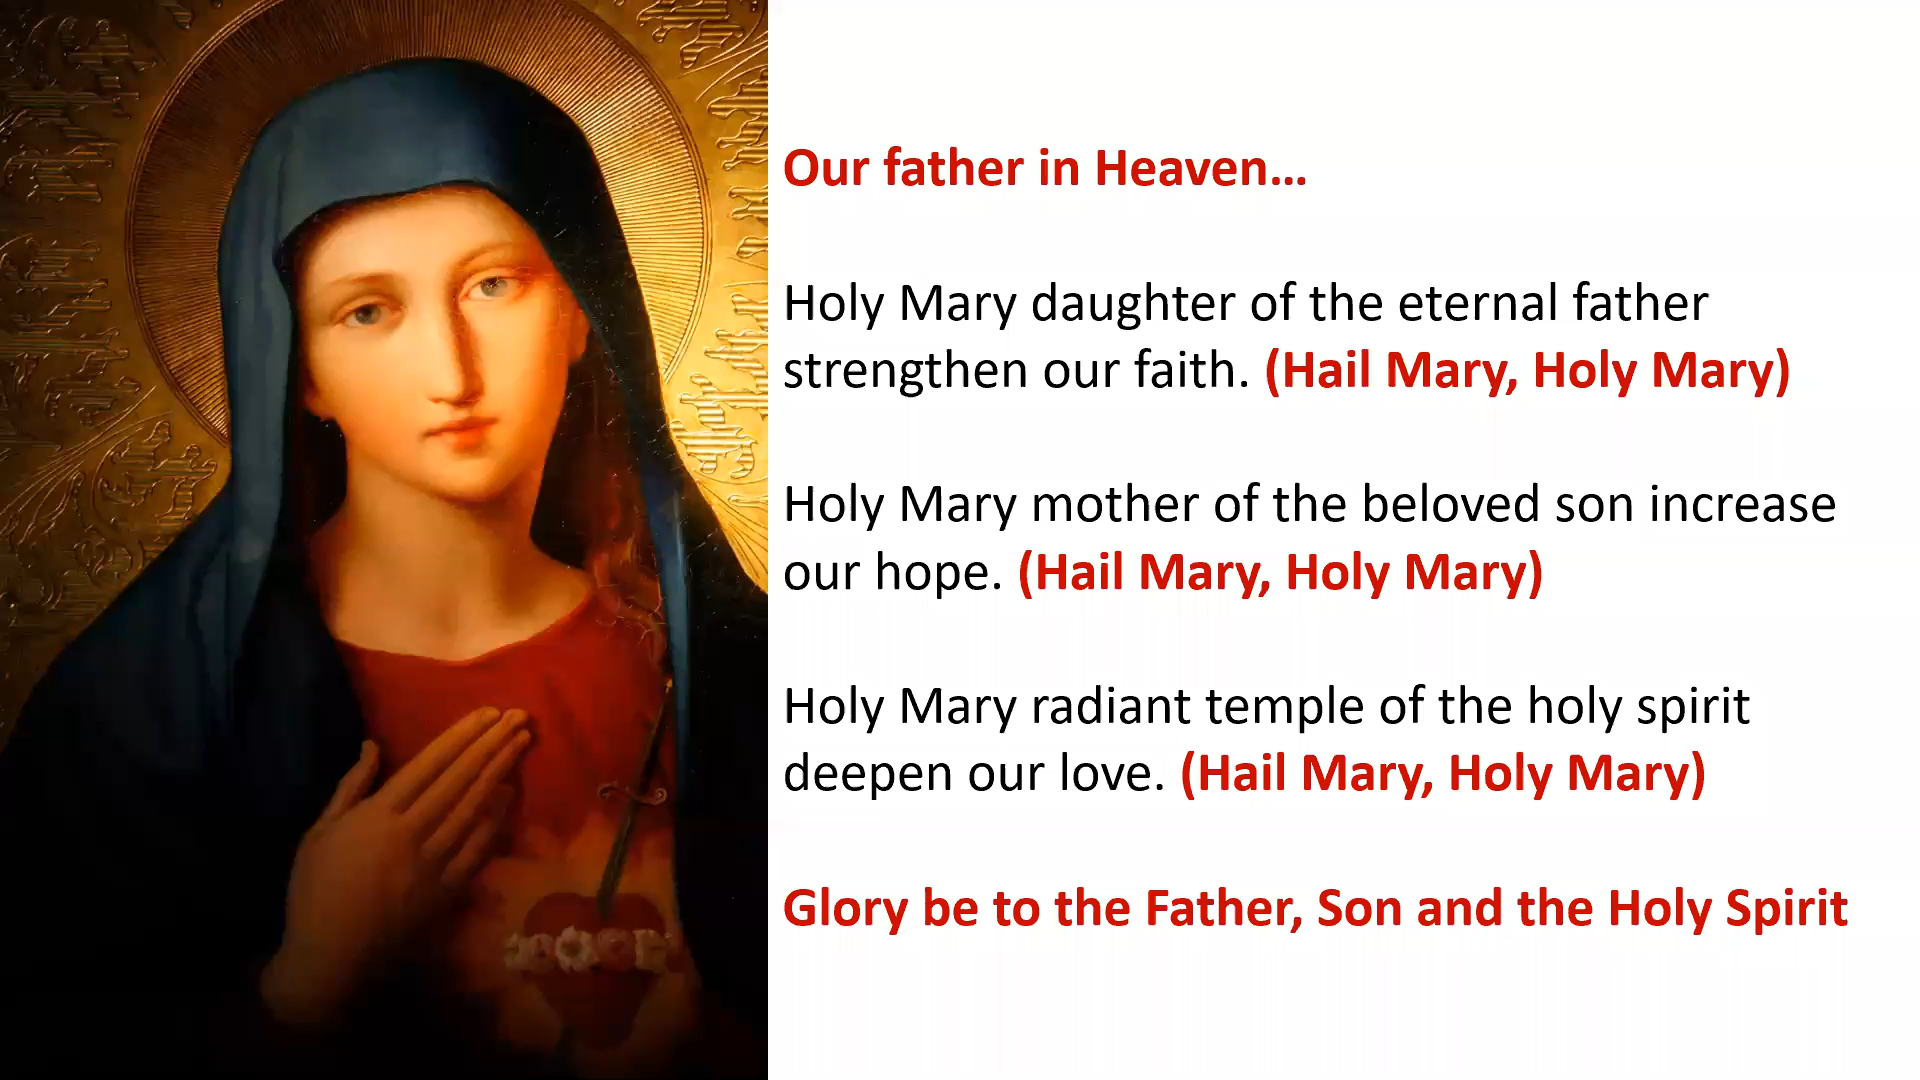 Our father in Heaven…
Holy Mary daughter of the eternal father
strengthen our faith. (Hail Mary, Holy Mary)
Holy Mary mother of the beloved son increase
our hope. (Hail Mary, Holy Mary)
Holy Mary radiant temple of the holy spirit
deepen our love. (Hail Mary, Holy Mary)
Glory be to the Father, Son and the Holy Spirit